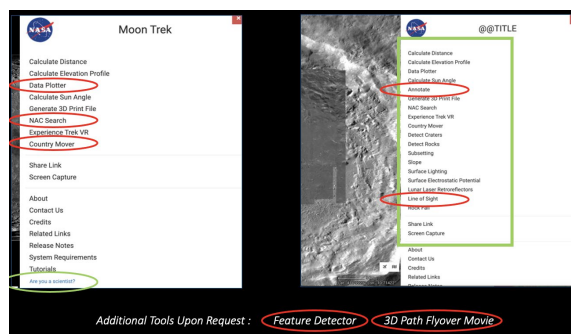 NASA
Moon Trek
Calculate Distance
Calculate Elevation Profile
Data Plotter
Calculate Sun Angle
Generate 3D Print File
NAC Search
Experience Trek VR
Country Mover
Share Link
Screen Capture
About
Contact Us
Credits
Related Links
Release Notes
System Requirements
Tutorials
Are you a scientist?
NASA
@@TITLE
Calculate Distance
Calculate Elevation Profile
Data Plotter
Calculate Sun Angle
Annotate
Generate 3D Print File
NAC Search
Experience Trek VR
Country Mover
Detect Craters
Detect Rocks
Subsetting
Slope
Surface Lighting
Surface Electrostatic Potential
Lunar Laser Retroreflectors
Line of Sight
Rock Fall
Share Link
Screen Capture
About
Contact Us
Credits
Related Links
Release Notes
Additional Tools Upon Request : Feature Detector 3D Path Flyover Movie